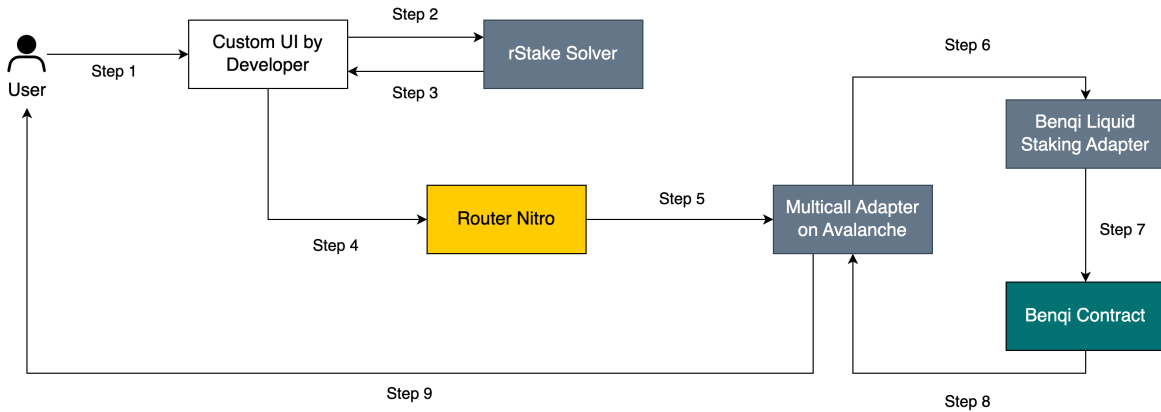 Step 2
Step 6
Custom UI by
Developer
rStake Solver
Step 1
User
Step 3
Benqi Liquid
Staking Adapter
Router Nitro
Step 5
Multicall Adapter
on Avalanche
Step 4
Step 7
Benqi Contract
Step 9
Step 8